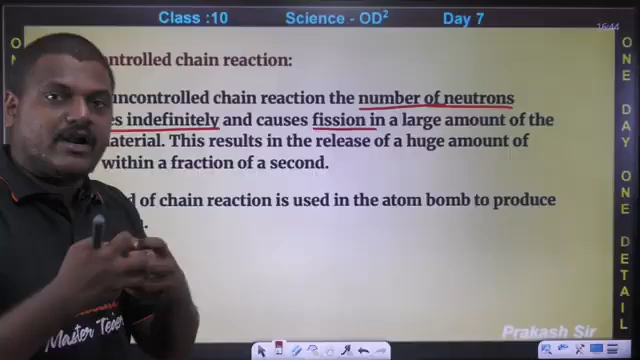 Class :10 Science - OD² Day 7
16:44
ontrolled chain reaction:
uncontrolled chain reaction the number of neutrons
es indefinitely and causes fission in a large amount of the
aterial. This results in the release of a huge amount of
within a fraction of a second.
d of chain reaction is used in the atom bomb to produce
ONE DAY ONE DETAIL
Master
Prakash Sir